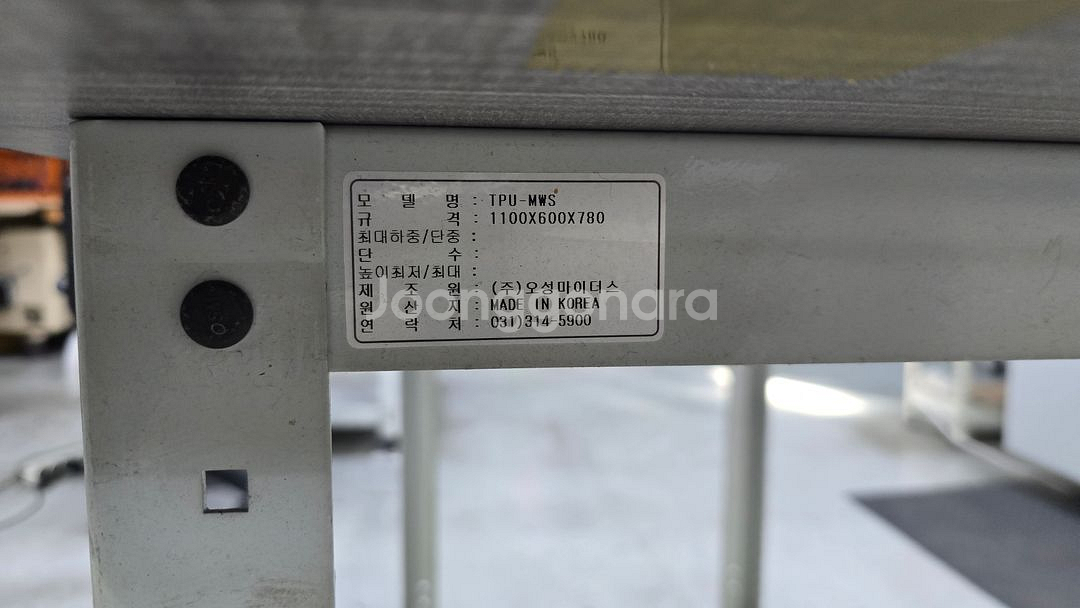 모 델 명 : TPU-MWS
규 격 : 1100X600X780
최대하중/단중 :
단 수 :
높이최저/최대 :
제 조 원 : (주)오성마이더스
원 산 지 : MADE IN KOREA
연 락 처 : 031)314-5900
Joonggonara